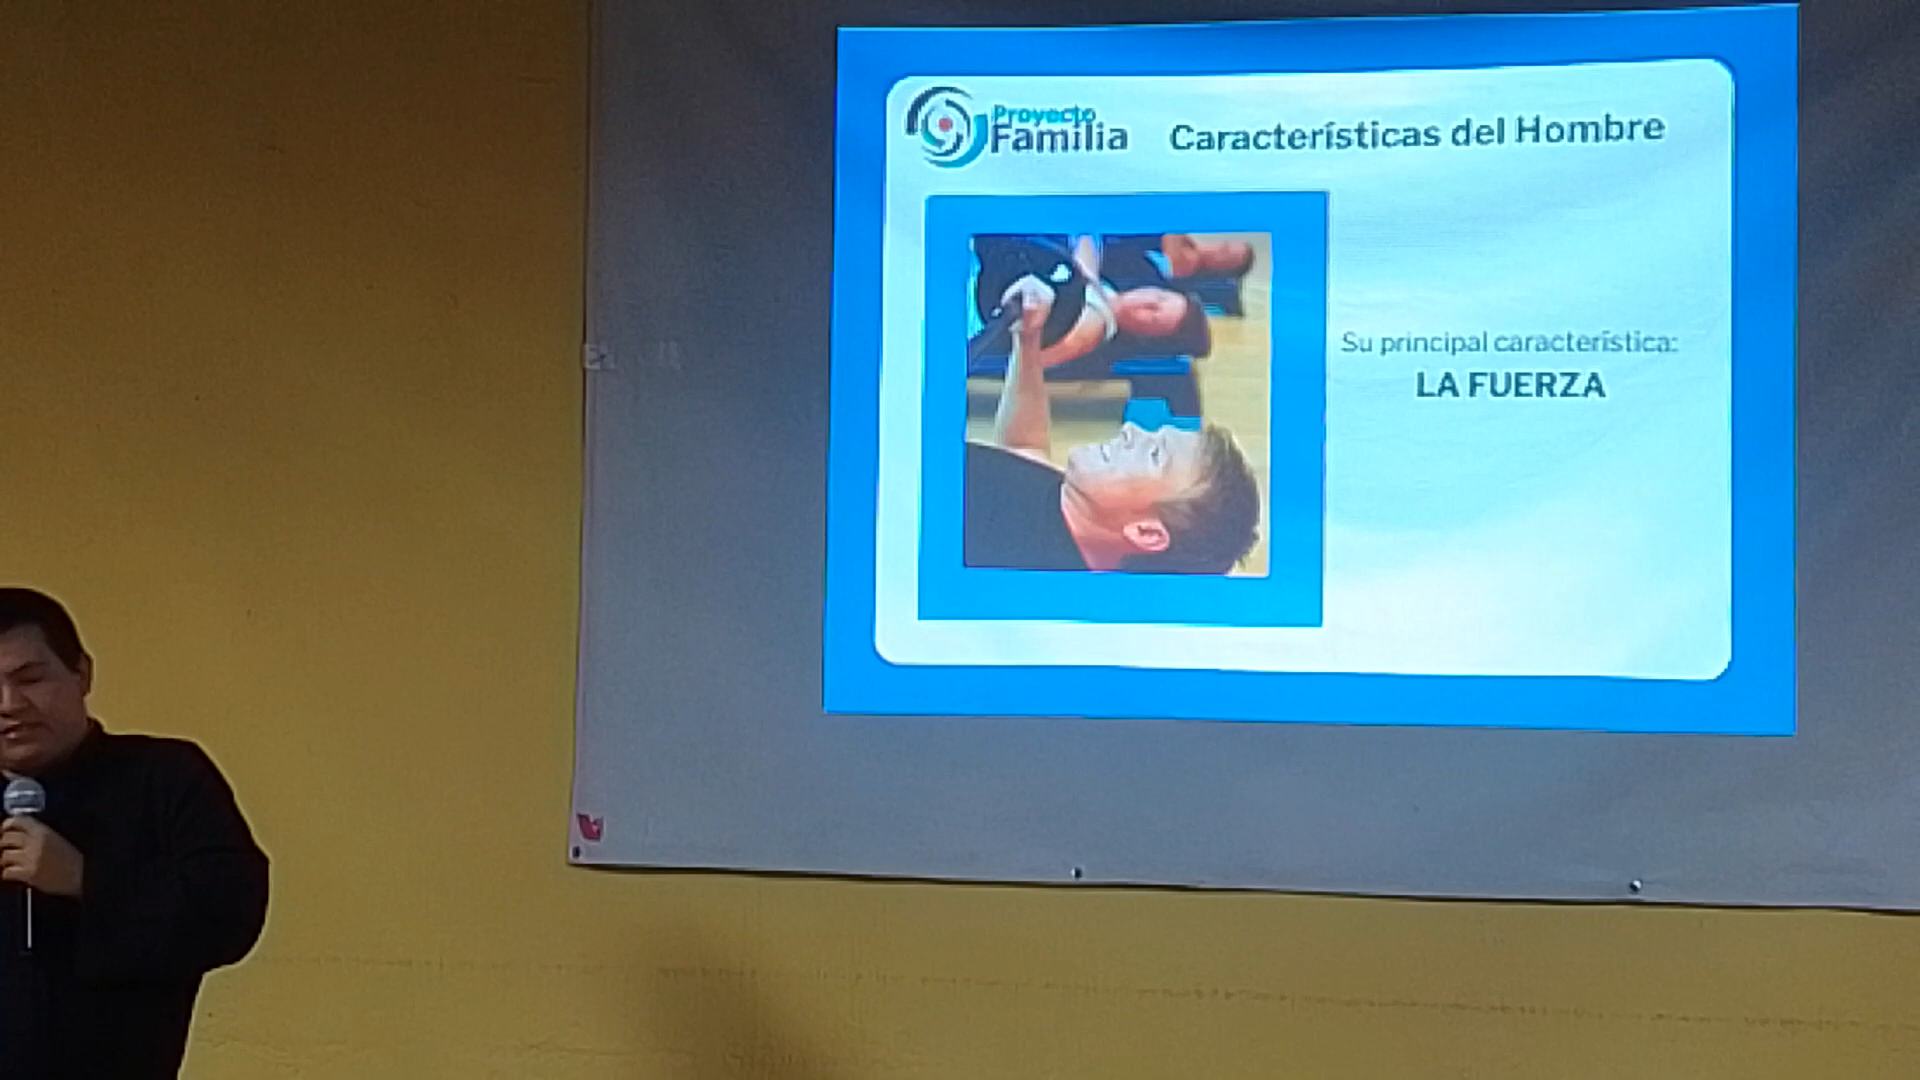 Proyecto
Familia
Características del Hombre
Su principal característica:
LA FUERZA